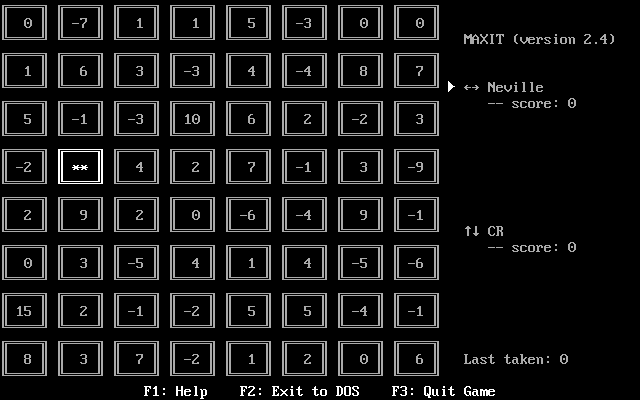 0 -7 1 1 5 -3 0 0
MAXIT (version 2.4)
1 6 3 -3 4 -4 8 7
↔ Neville
-- score: 0
5 -1 -3 10 6 2 -2 3
-2 ** 4 2 7 -1 3 -9
2 9 2 0 -6 -4 9 -1
↑↓ CR
-- score: 0
0 3 -5 4 1 4 -5 -6
15 2 -1 -2 5 5 -4 -1
8 3 7 -2 1 2 0 6
Last taken: 0
F1: Help F2: Exit to DOS F3: Quit Game